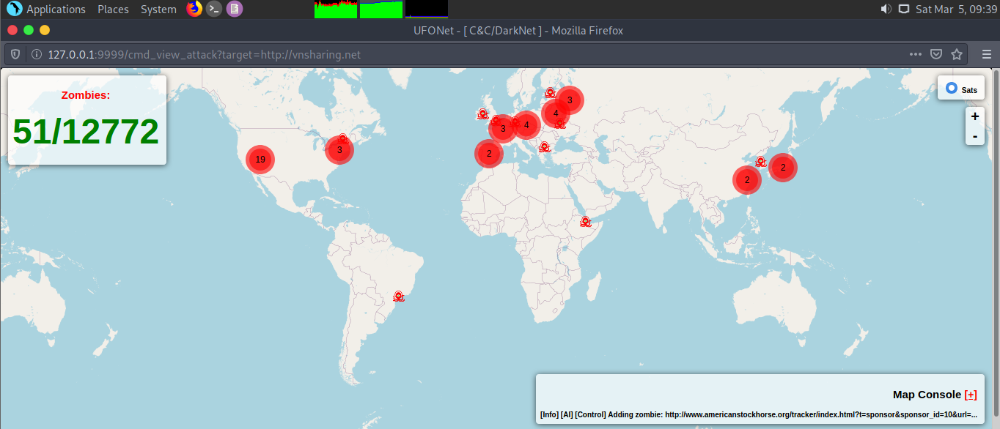 Applications Places System Sat Mar 5, 09:39
UFONet - [ C&C/DarkNet ] - Mozilla Firefox
127.0.0.1:9999/cmd_view_attack?target=http://vnsharing.net
Zombies:
51/12772
Sats
+
-
3
4
3
4
3
2
19
2
2
Map Console [+]
[Info] [AI] [Control] Adding zombie: http://www.americanstockhorse.org/tracker/index.html?t=sponsor&sponsor_id=10&url=...